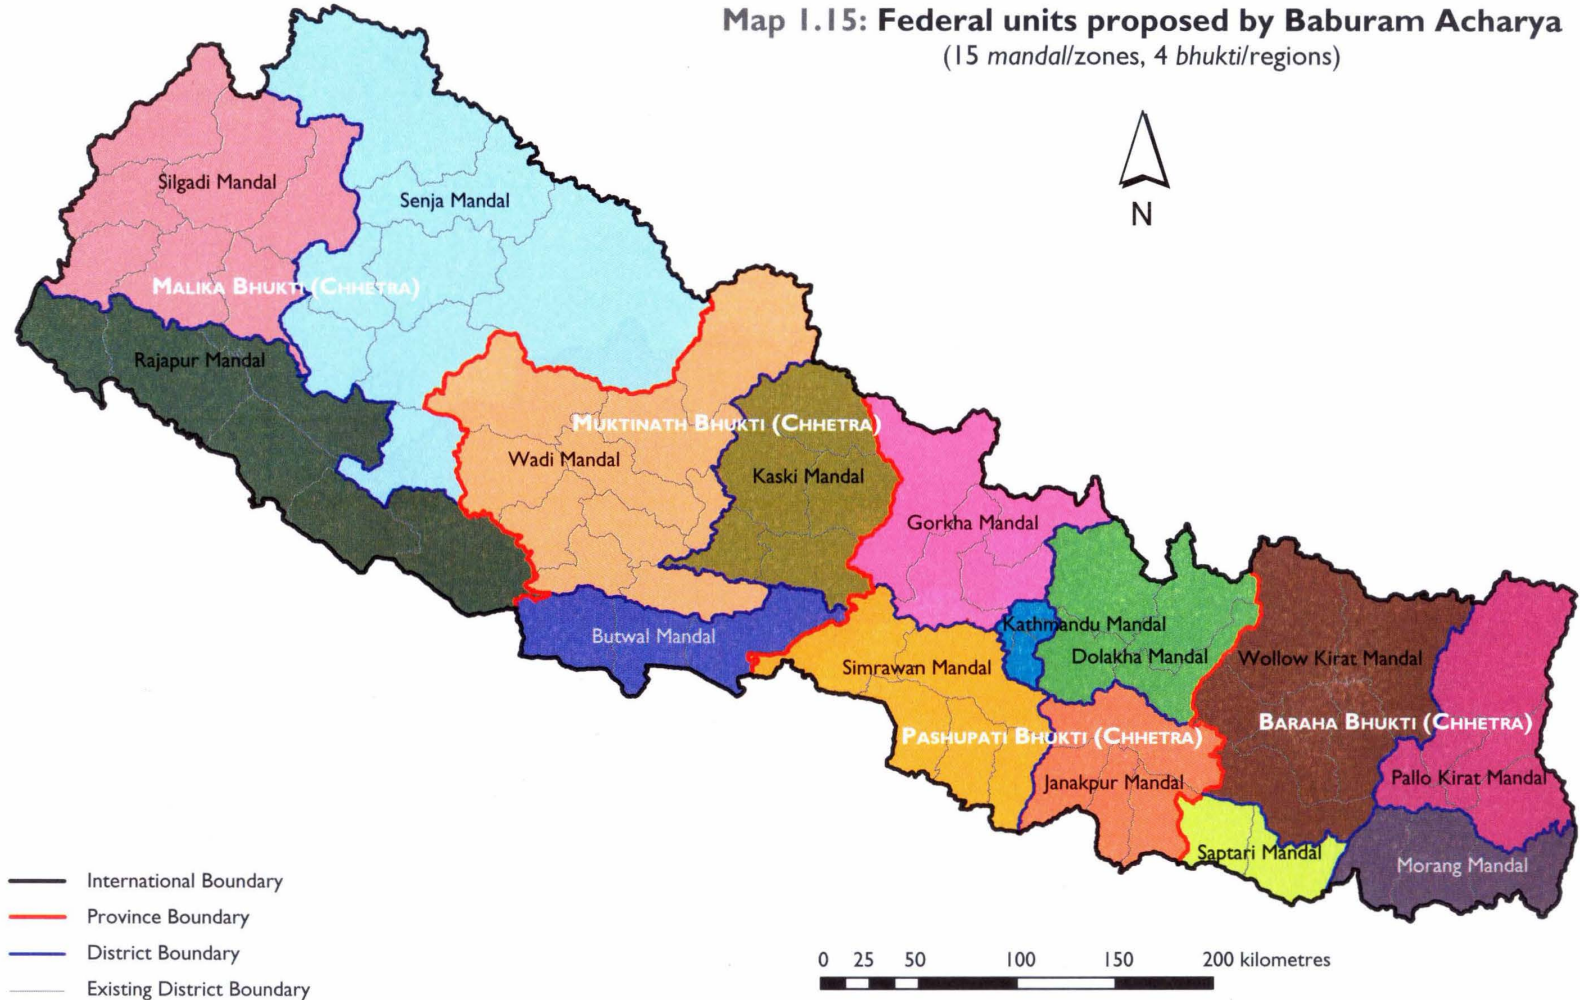 Map 1.15: Federal units proposed by Baburam Acharya
(15 mandal/zones, 4 bhukti/regions)
N
Silgadi Mandal
Senja Mandal
MALIKA BHUKTI (CHHETRA)
Rajapur Mandal
MUKTINATH BHUKTI (CHHETRA)
Wadi Mandal
Kaski Mandal
Gorkha Mandal
Kathmandu Mandal
Butwal Mandal
Dolakha Mandal
Wollow Kirat Mandal
Simrawan Mandal
BARAHA BHUKTI (CHHETRA)
PASHUPATI BHUKTI (CHHETRA)
Janakpur Mandal
Pallo Kirat Mandal
Saptari Mandal
Morang Mandal
International Boundary
Province Boundary
District Boundary
Existing District Boundary
0 25 50 100 150 200 kilometres